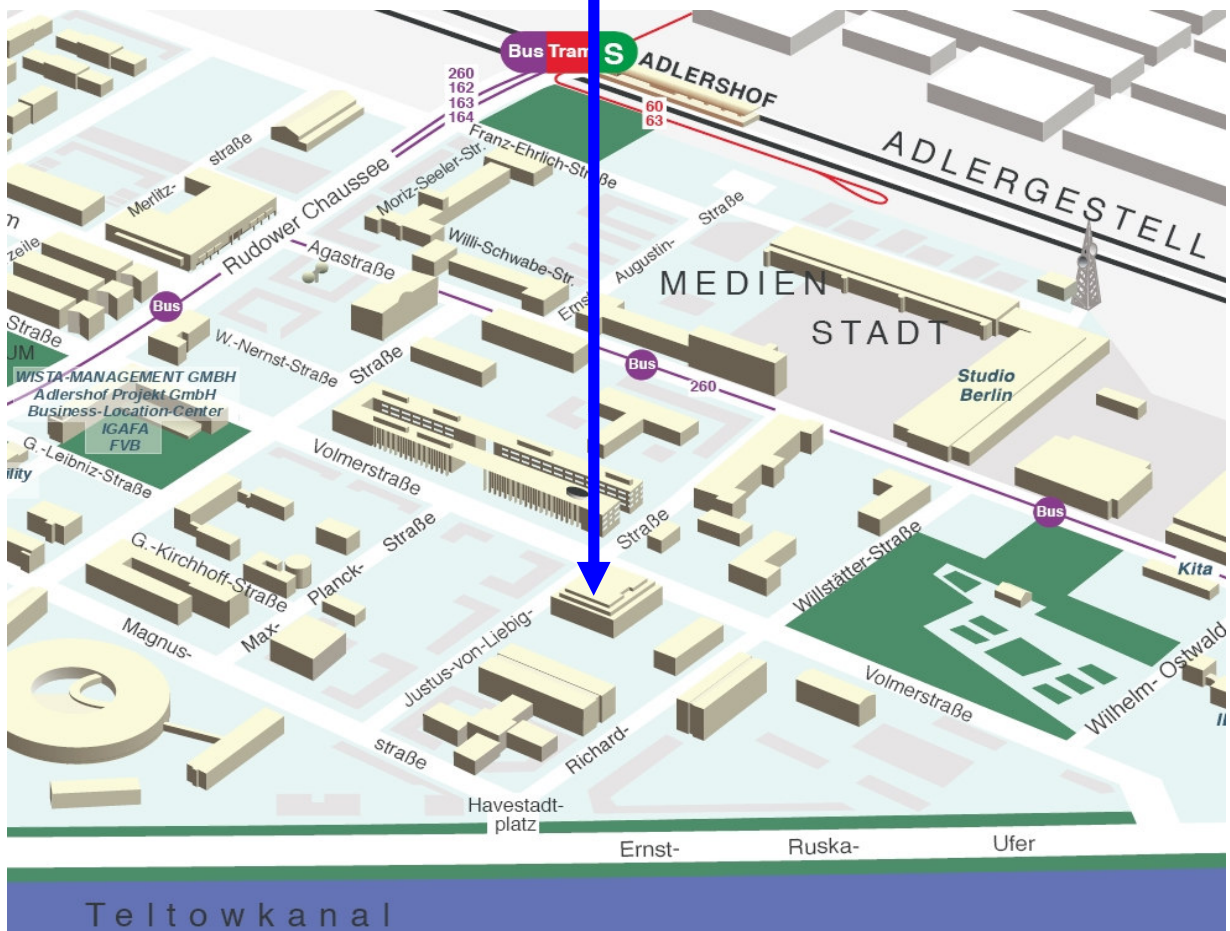 Bus Tram S ADLERSHOF
260
162
163
164
60
63
ADLERGESTELL
Franz-Ehrlich-Straße
Moriz-Seeler-Str.
Merlitz-
straße
Rudower Chaussee
Agastraße
Willi-Schwabe-Str.
Ernst-
Augustin-
Straße
MEDIEN
STADT
Bus
Straße
W.-Nernst-Straße
Straße
Bus
260
Studio
Berlin
WISTA-MANAGEMENT GMBH
Adlershof Projekt GmbH
Business-Location-Center
IGAFA
FVB
G.-Leibniz-Straße
Volmerstraße
Bus
Kita
G.-Kirchhoff-Straße
Max-
Planck-
Straße
Straße
Willstätter-Straße
Magnus-
straße
Justus-von-Liebig-
Richard-
Volmerstraße
Wilhelm- Ostwald-
Havestadt-
platz
Ernst-
Ruska-
Ufer
Teltowkanal